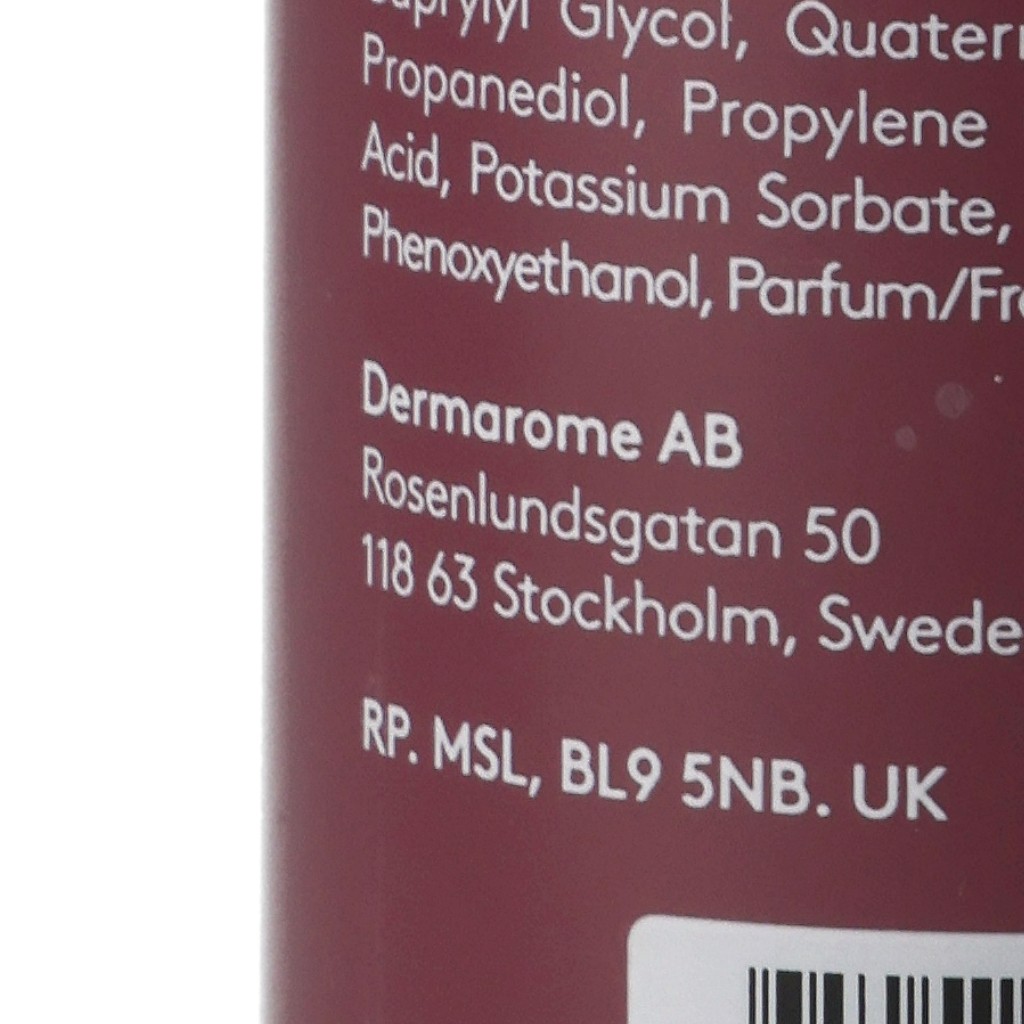 Glycol,
Propanediol, Propylene
Acid, Potassium Sorbate,
Phenoxyethanol, Parfum/
Dermarome AB
Rosenlundsgatan 50
118 63 Stockholm, Swede
RP. MSL, BL9 5NB. UK